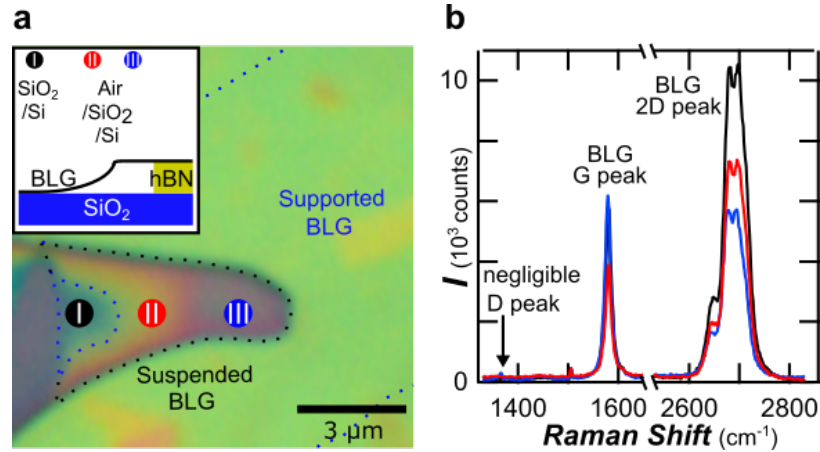 a
I
II
III
SiO₂
/Si
Air
/SiO₂
/Si
BLG
hBN
SiO₂
Supported
BLG
I
II
III
Suspended
BLG
3 µm
b
10
BLG
2D peak
BLG
G peak
I (10³ counts)
negligible
D peak
0
1400
1600
2600
2800
Raman Shift (cm⁻¹)